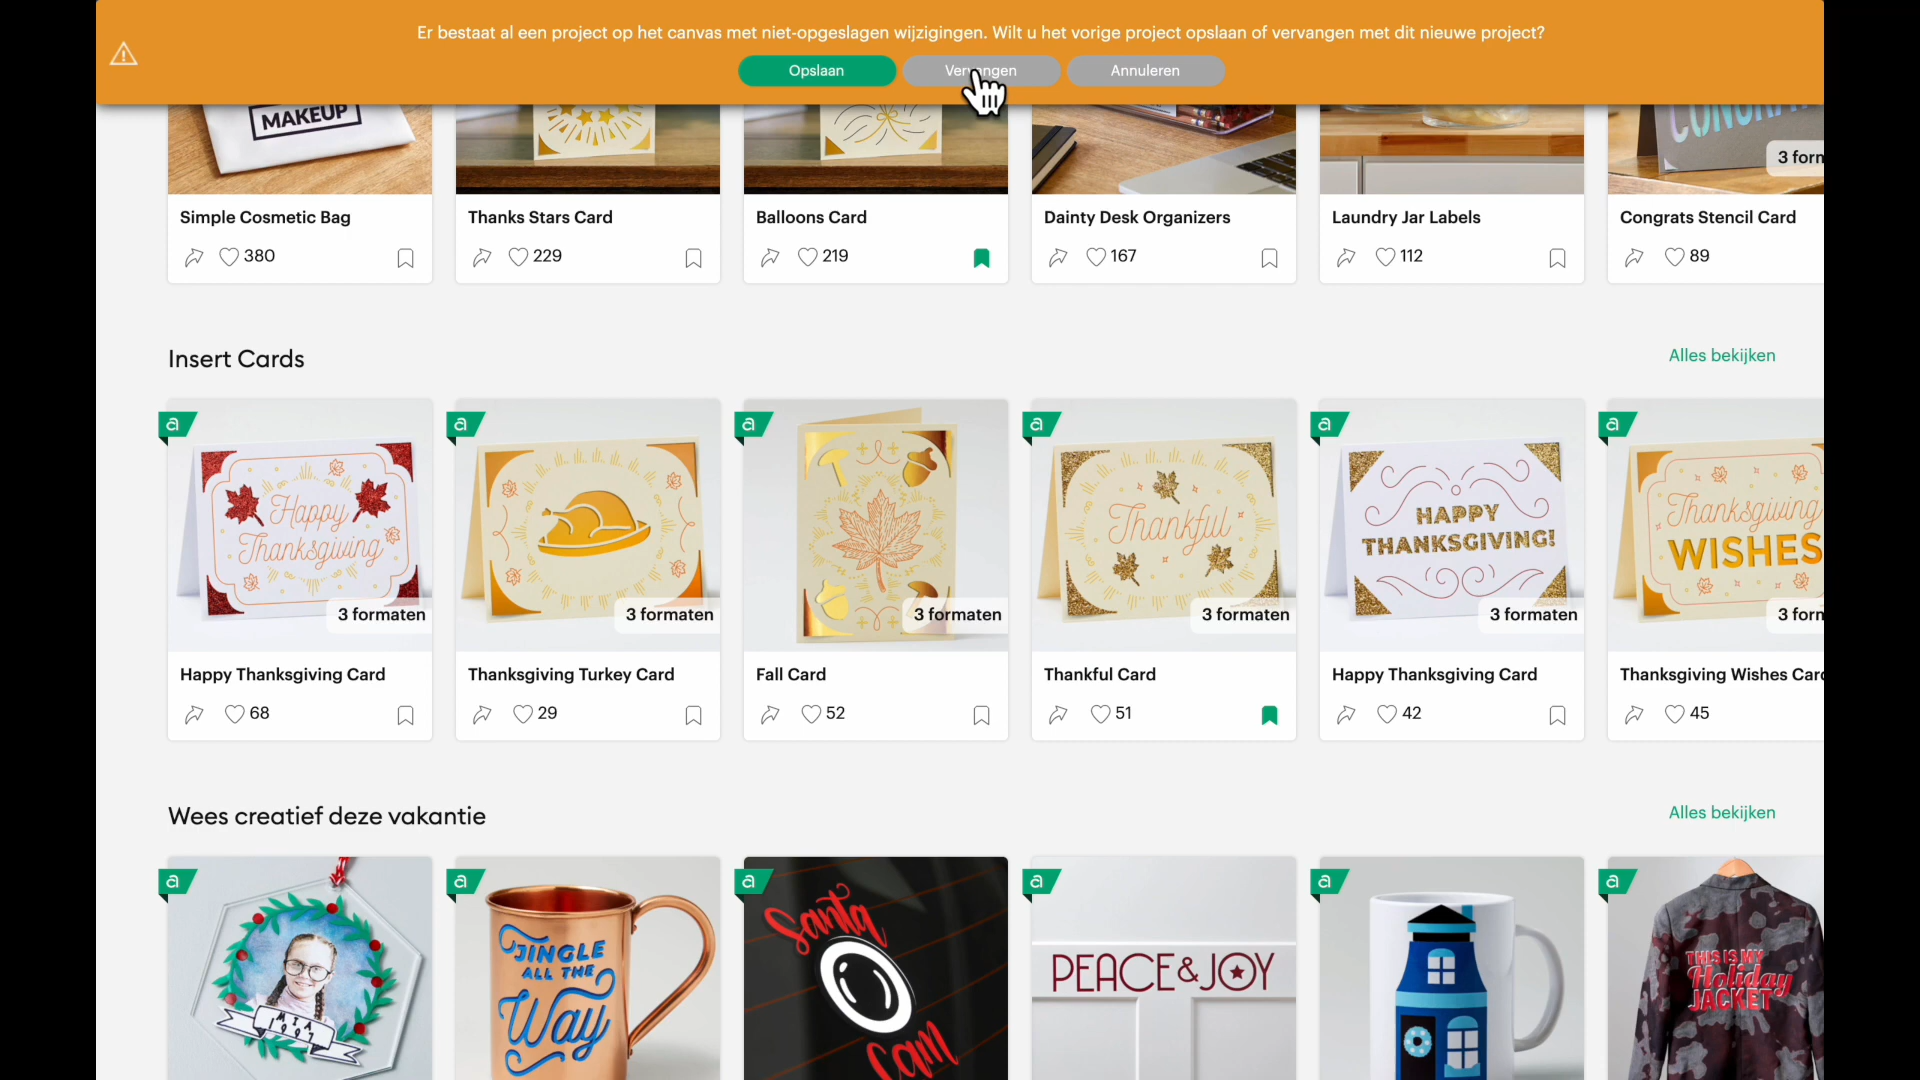 Er bestaat al een project op het canvas met niet-opgeslagen wijzigingen. Wilt u het vorige project opslaan of vervangen met dit nieuwe project?
Opslaan
Annuleren
MAKEUP
3 form
Simple Cosmetic Bag
Thanks Stars Card
Balloons Card
Dainty Desk Organizers
Laundry Jar Labels
Congrats Stencil Card
380
229
219
167
112
89
Insert Cards
Alles bekijken
a
a
a
a
a
a
Happy
Thanksgiving
Thankful
HAPPY
THANKSGIVING!
Thanksgiving
WISHES
3 formaten
3 formaten
3 formaten
3 formaten
3 formaten
3 form
Happy Thanksgiving Card
Thanksgiving Turkey Card
Fall Card
Thankful Card
Happy Thanksgiving Card
Thanksgiving Wishes Card
68
29
52
51
42
45
Wees creatief deze vakantie
Alles bekijken
a
a
a
a
a
a
MIA
1997
JINGLE
ALL THE
Way
Santa
Cam
PEACE & JOY
THIS IS MY
Holiday
JACKET